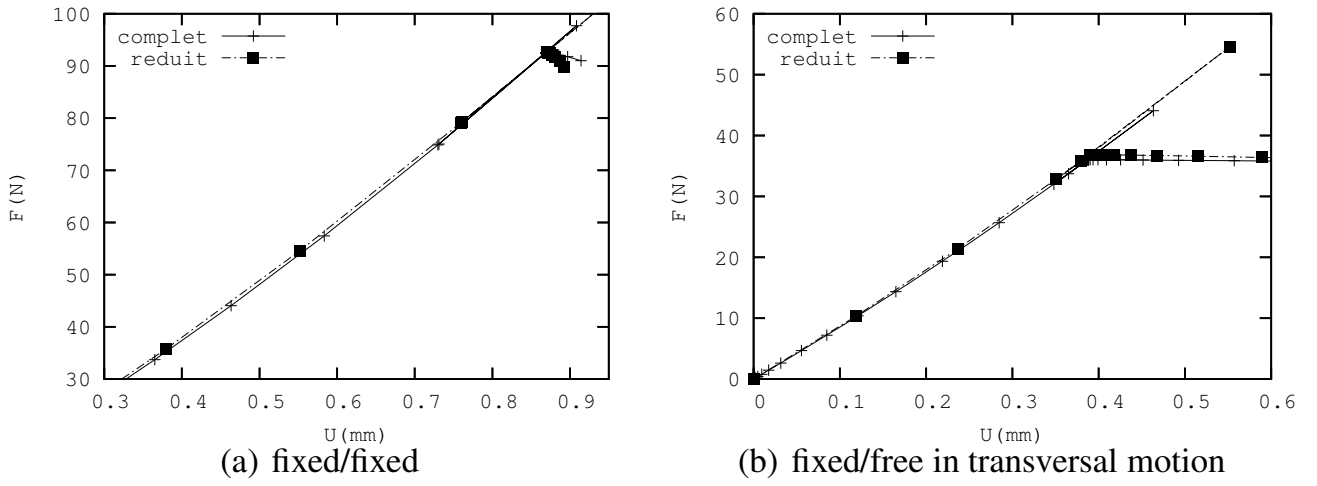 100
90
80
70
60
50
40
30
0.3 0.4 0.5 0.6 0.7 0.8 0.9
F(N)
U(mm)
complet
reduit
(a) fixed/fixed
60
50
40
30
20
10
0
0 0.1 0.2 0.3 0.4 0.5 0.6
F(N)
U(mm)
complet
reduit
(b) fixed/free in transversal motion